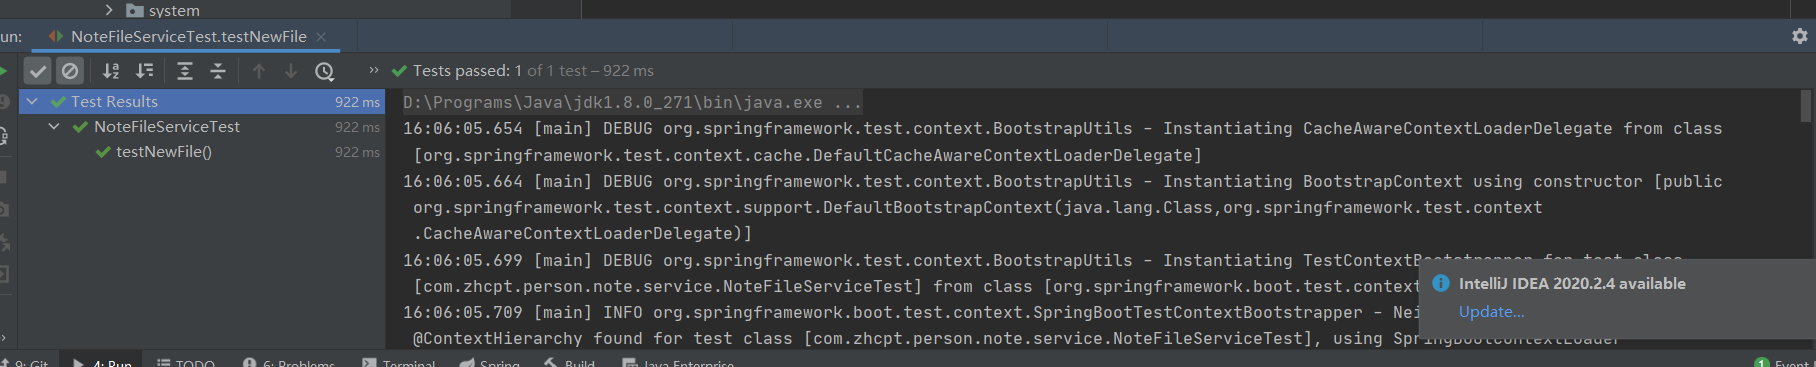 system
un:
NoteFileServiceTest.testNewFile
Tests passed: 1 of 1 test – 922 ms
Test Results 922 ms
NoteFileServiceTest 922 ms
testNewFile() 922 ms
D:\Programs\Java\jdk1.8.0_271\bin\java.exe ...
16:06:05.654 [main] DEBUG org.springframework.test.context.BootstrapUtils - Instantiating CacheAwareContextLoaderDelegate from class
[org.springframework.test.context.cache.DefaultCacheAwareContextLoaderDelegate]
16:06:05.664 [main] DEBUG org.springframework.test.context.BootstrapUtils - Instantiating BootstrapContext using constructor [public
org.springframework.test.context.support.DefaultBootstrapContext(java.lang.Class,org.springframework.test.context
.CacheAwareContextLoaderDelegate)]
16:06:05.699 [main] DEBUG org.springframework.test.context.BootstrapUtils - Instantiating TestContextBootstrapper for test class
[com.zhcpt.person.note.service.NoteFileServiceTest] from class [org.springframework.boot.test.context
16:06:05.709 [main] INFO org.springframework.boot.test.context.SpringBootTestContextBootstrapper - Nei
@ContextHierarchy found for test class [com.zhcpt.person.note.service.NoteFileServiceTest], using SpringBootContextLoader
IntelliJ IDEA 2020.2.4 available
Update...
9: Git
4: Run
TODO
6: Problems
Terminal
Spring
Build
Java Enterprise
1 Event